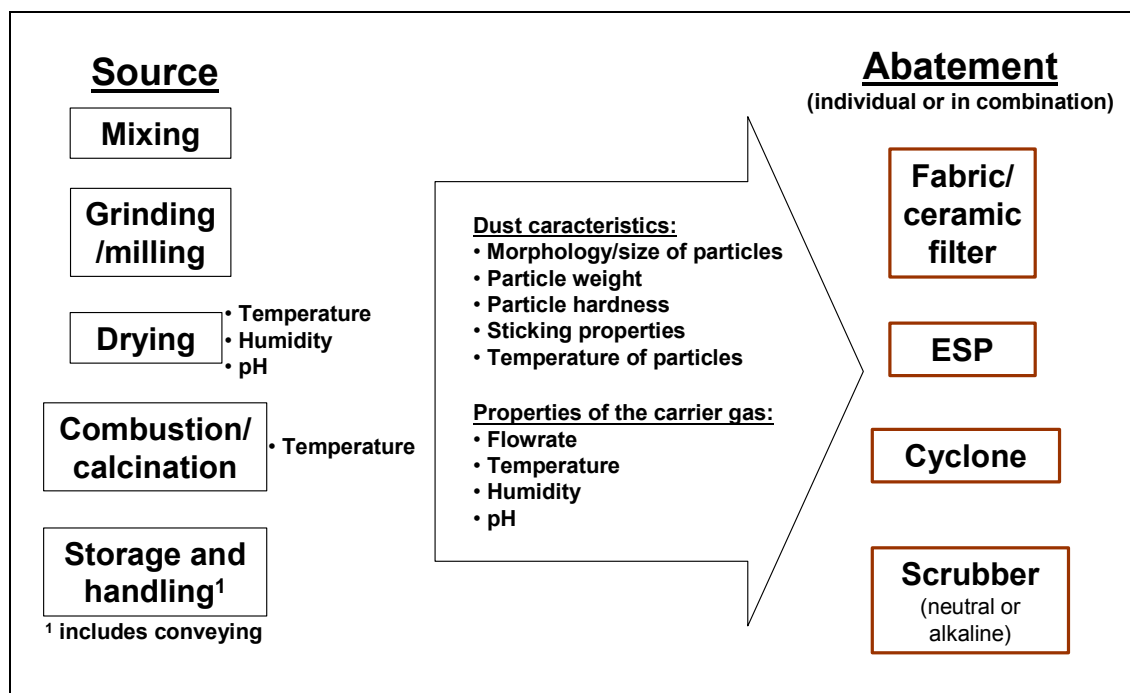 Source
Mixing
Grinding
/milling
Drying
• Temperature
• Humidity
• pH
Combustion/
calcination
• Temperature
Storage and
handling¹
¹ includes conveying
Dust caracteristics:
• Morphology/size of particles
• Particle weight
• Particle hardness
• Sticking properties
• Temperature of particles
Properties of the carrier gas:
• Flowrate
• Temperature
• Humidity
• pH
Abatement
(individual or in combination)
Fabric/
ceramic
filter
ESP
Cyclone
Scrubber
(neutral or
alkaline)